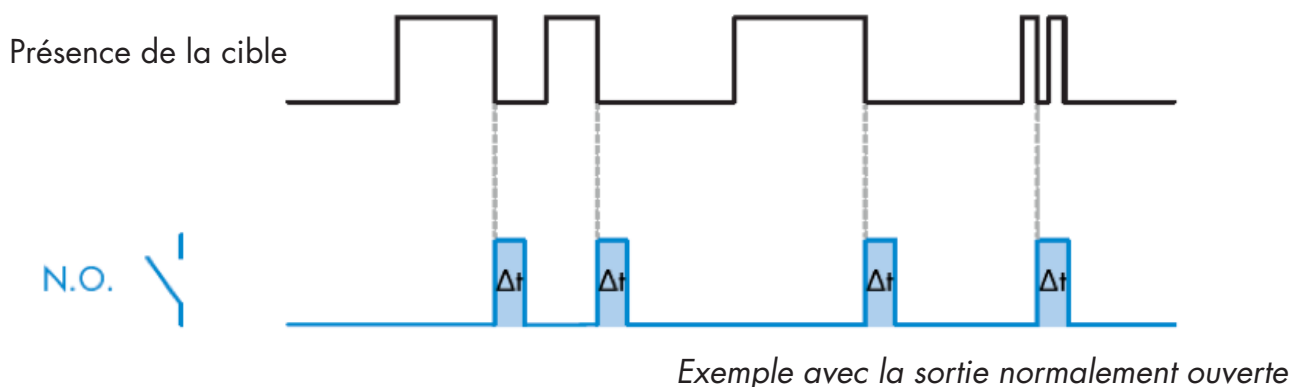 Présence de la cible
N.O.
Δt Δt Δt Δt
Exemple avec la sortie normalement ouverte